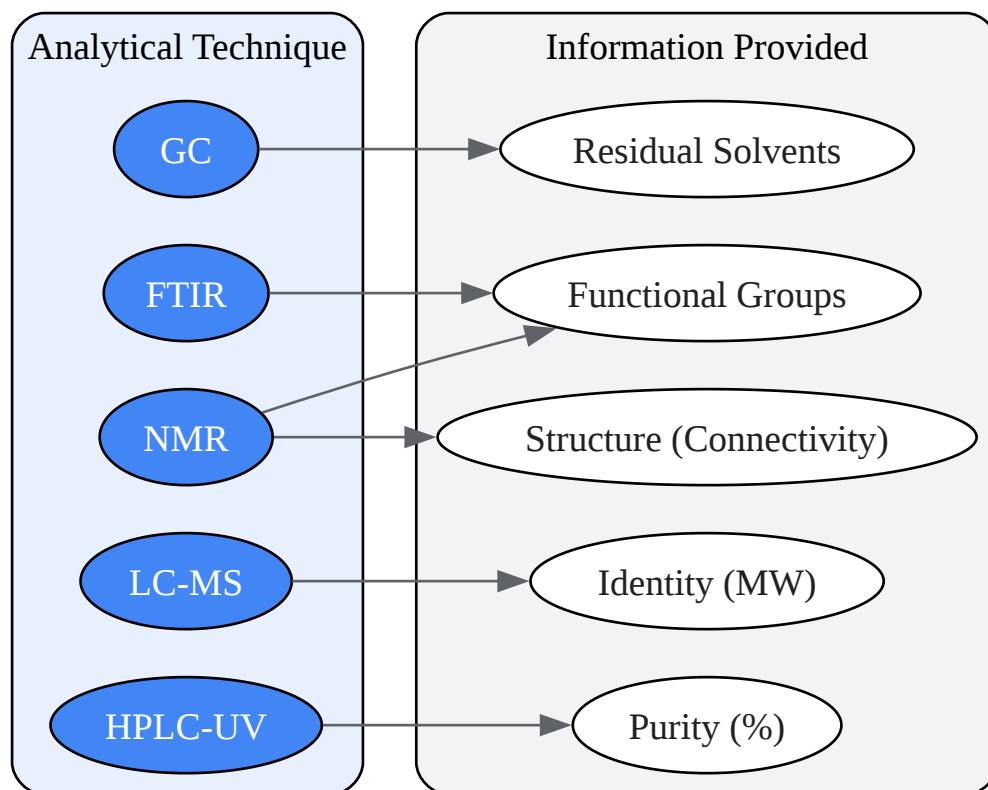 Analytical Technique
Information Provided
GC
Residual Solvents
FTIR
Functional Groups
NMR
Structure (Connectivity)
LC-MS
Identity (MW)
HPLC-UV
Purity (%)